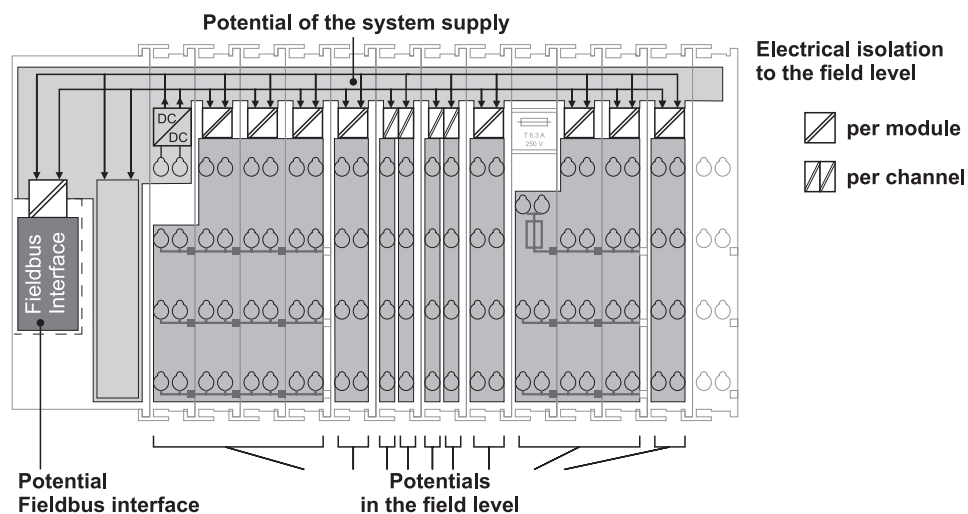 Potential of the system supply
Electrical isolation
to the field level
per module
per channel
DC
DC
T 6.3 A
250 V
Fieldbus
Interface
Potential
Fieldbus interface
Potentials
in the field level